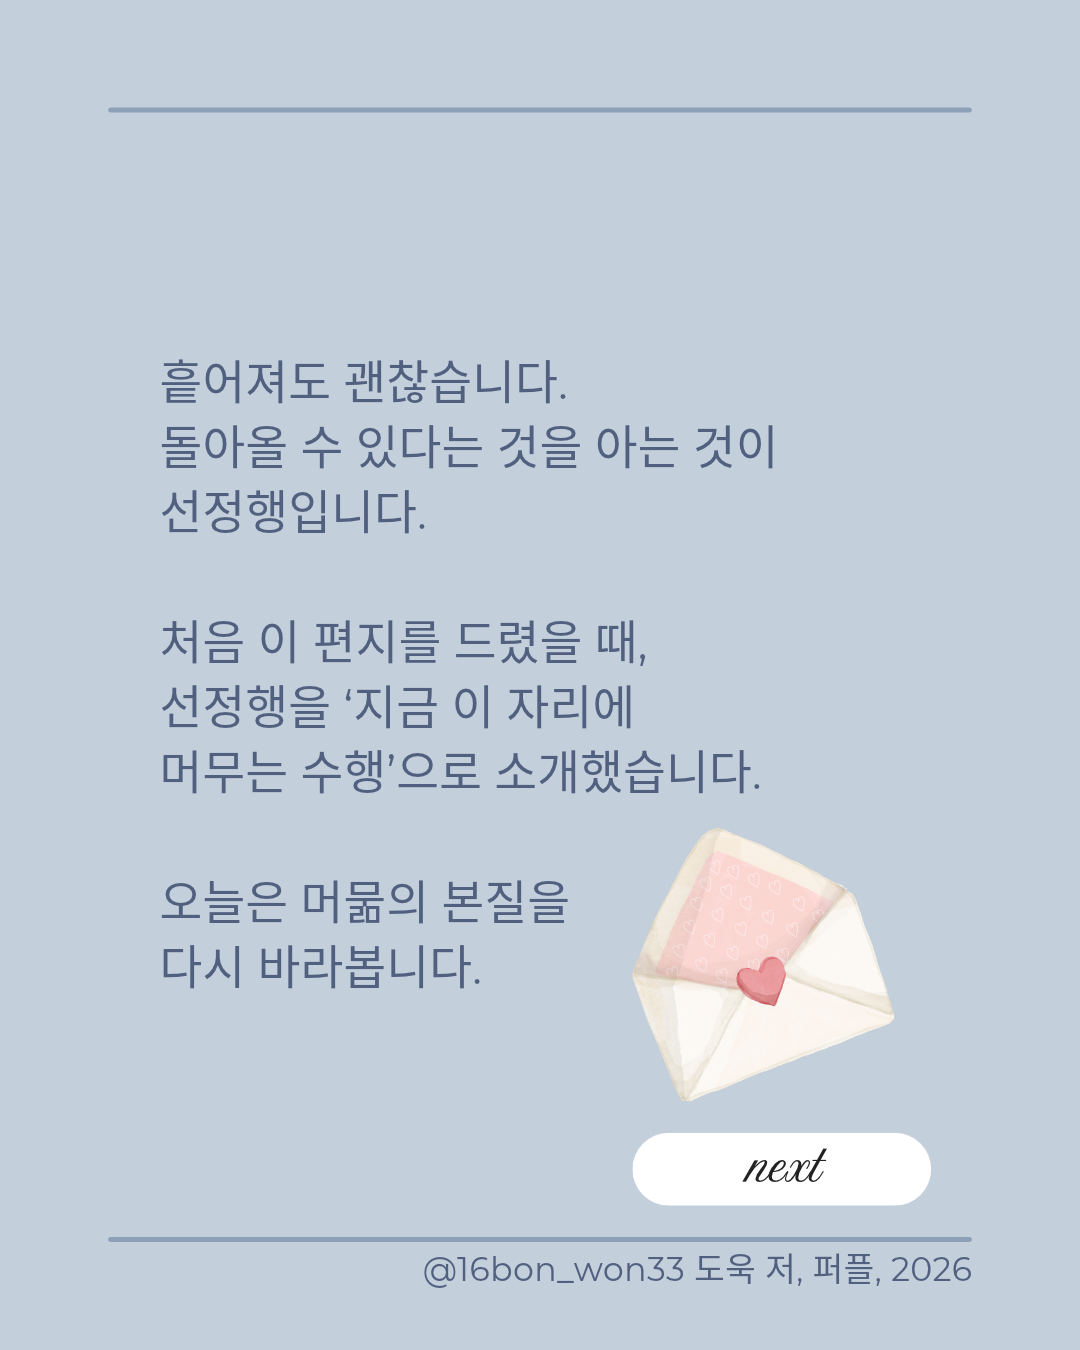 흩어져도 괜찮습니다.
돌아올 수 있다는 것을 아는 것이
선정행입니다.
처음 이 편지를 드렸을 때,
선정행을 ‘지금 이 자리에
머무는 수행’으로 소개했습니다.
오늘은 머묾의 본질을
다시 바라봅니다.
next
@16bon_won33 도욱 저, 퍼플, 2026